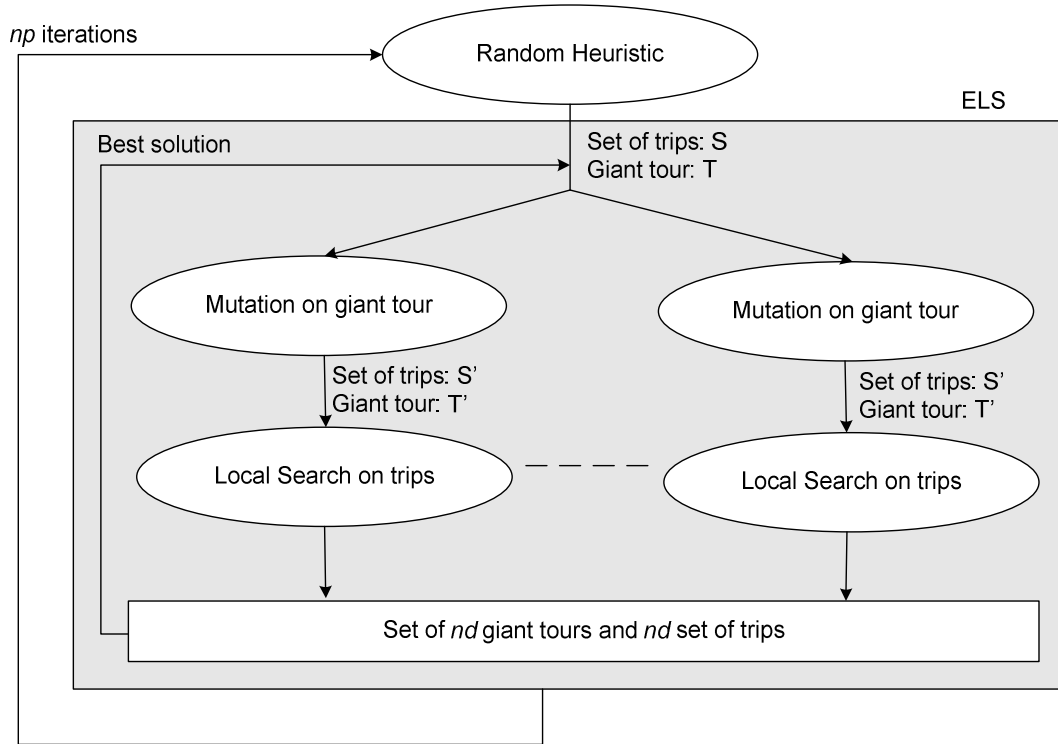 np iterations
Random Heuristic
ELS
Best solution
Set of trips: S
Giant tour: T
Mutation on giant tour
Mutation on giant tour
Set of trips: S’
Giant tour: T’
Set of trips: S’
Giant tour: T’
Local Search on trips
Local Search on trips
Set of nd giant tours and nd set of trips